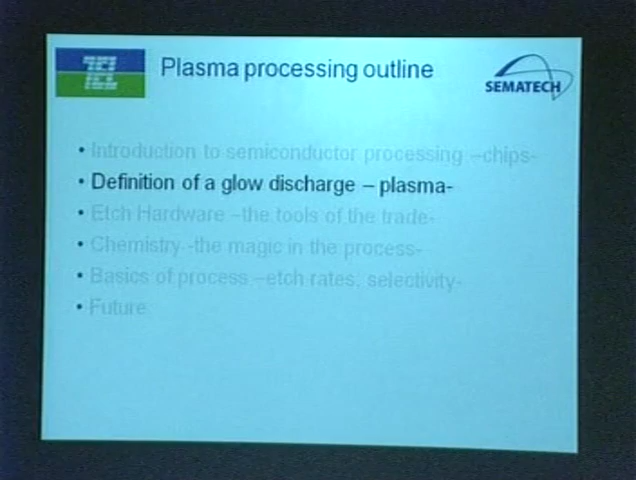 TEL
Plasma processing outline
SEMATECH
• Introduction to semiconductor processing –chips-
• Definition of a glow discharge – plasma-
• Etch Hardware –the tools of the trade-
• Chemistry -the magic in the process-
• Basics of process –etch rates, selectivity-
• Future